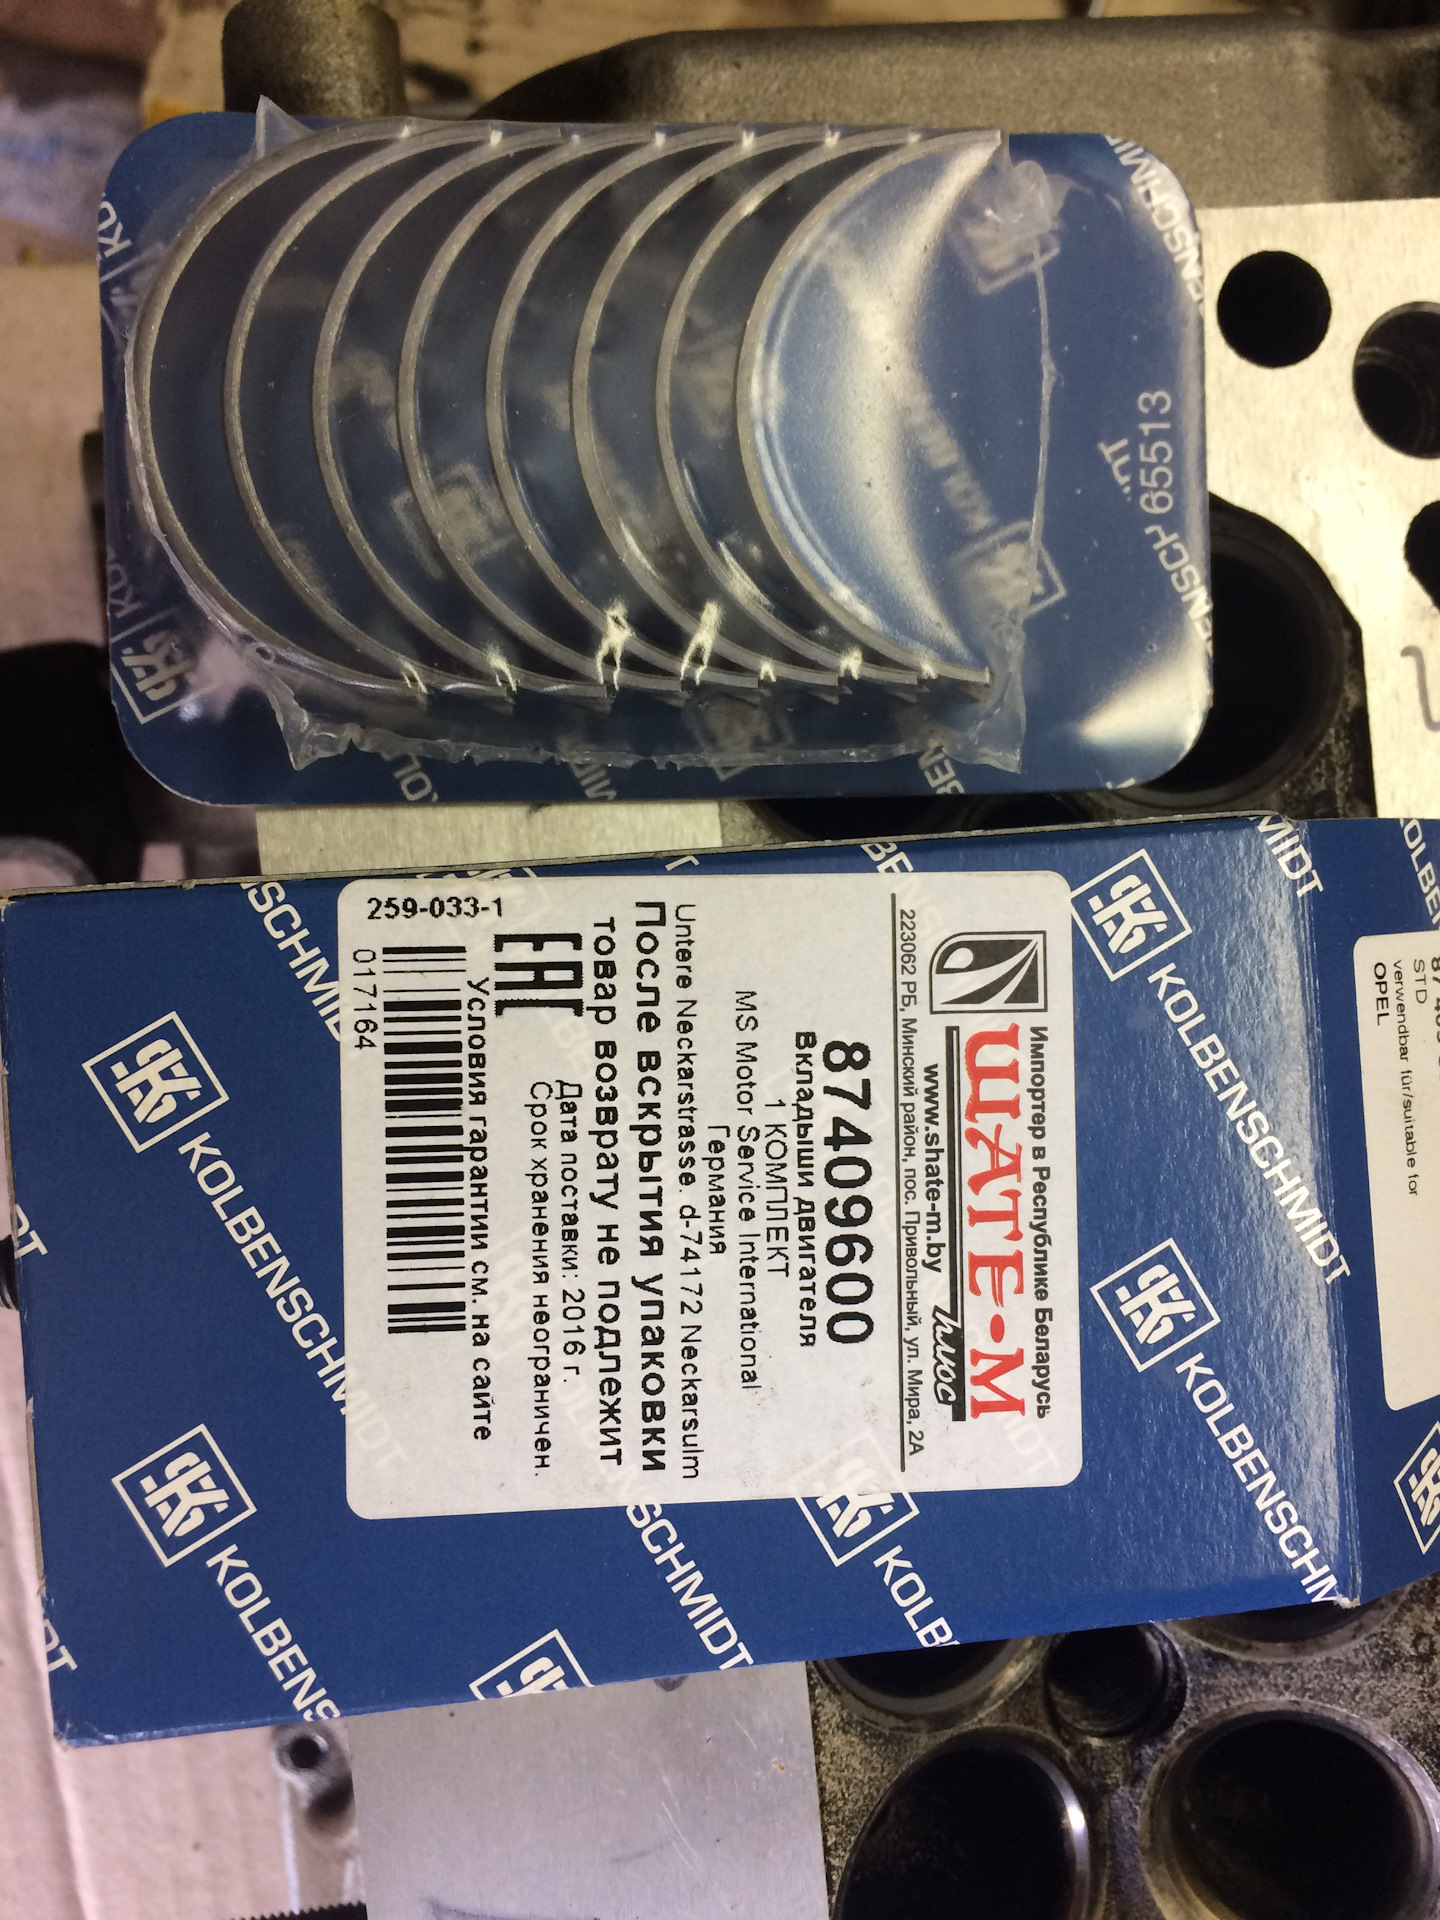 65513
KOLBENSCHMIDT
KOLBENSCHMIDT
KOLBENSCHMIDT
KOLBENSCHMIDT
STD
verwendbar für/suitable for
OPEL
Импортер в Республике Беларусь
ШАТЕ-М
плюс
www.shate-m.by
223062 РБ, Минский район, пос. Привольный, ул. Мира, 2А
87409600
Вкладыши двигателя
1 КОМПЛЕКТ
MS Motor Service International
Германия
Untere Neckarstrasse. d-74172 Neckarsulm
После вскрытия упаковки
товар возврату не подлежит
Дата поставки: 2016 г.
Срок хранения неограничен.
ЕАС
Условия гарантии см. на сайте
259-033-1
017164